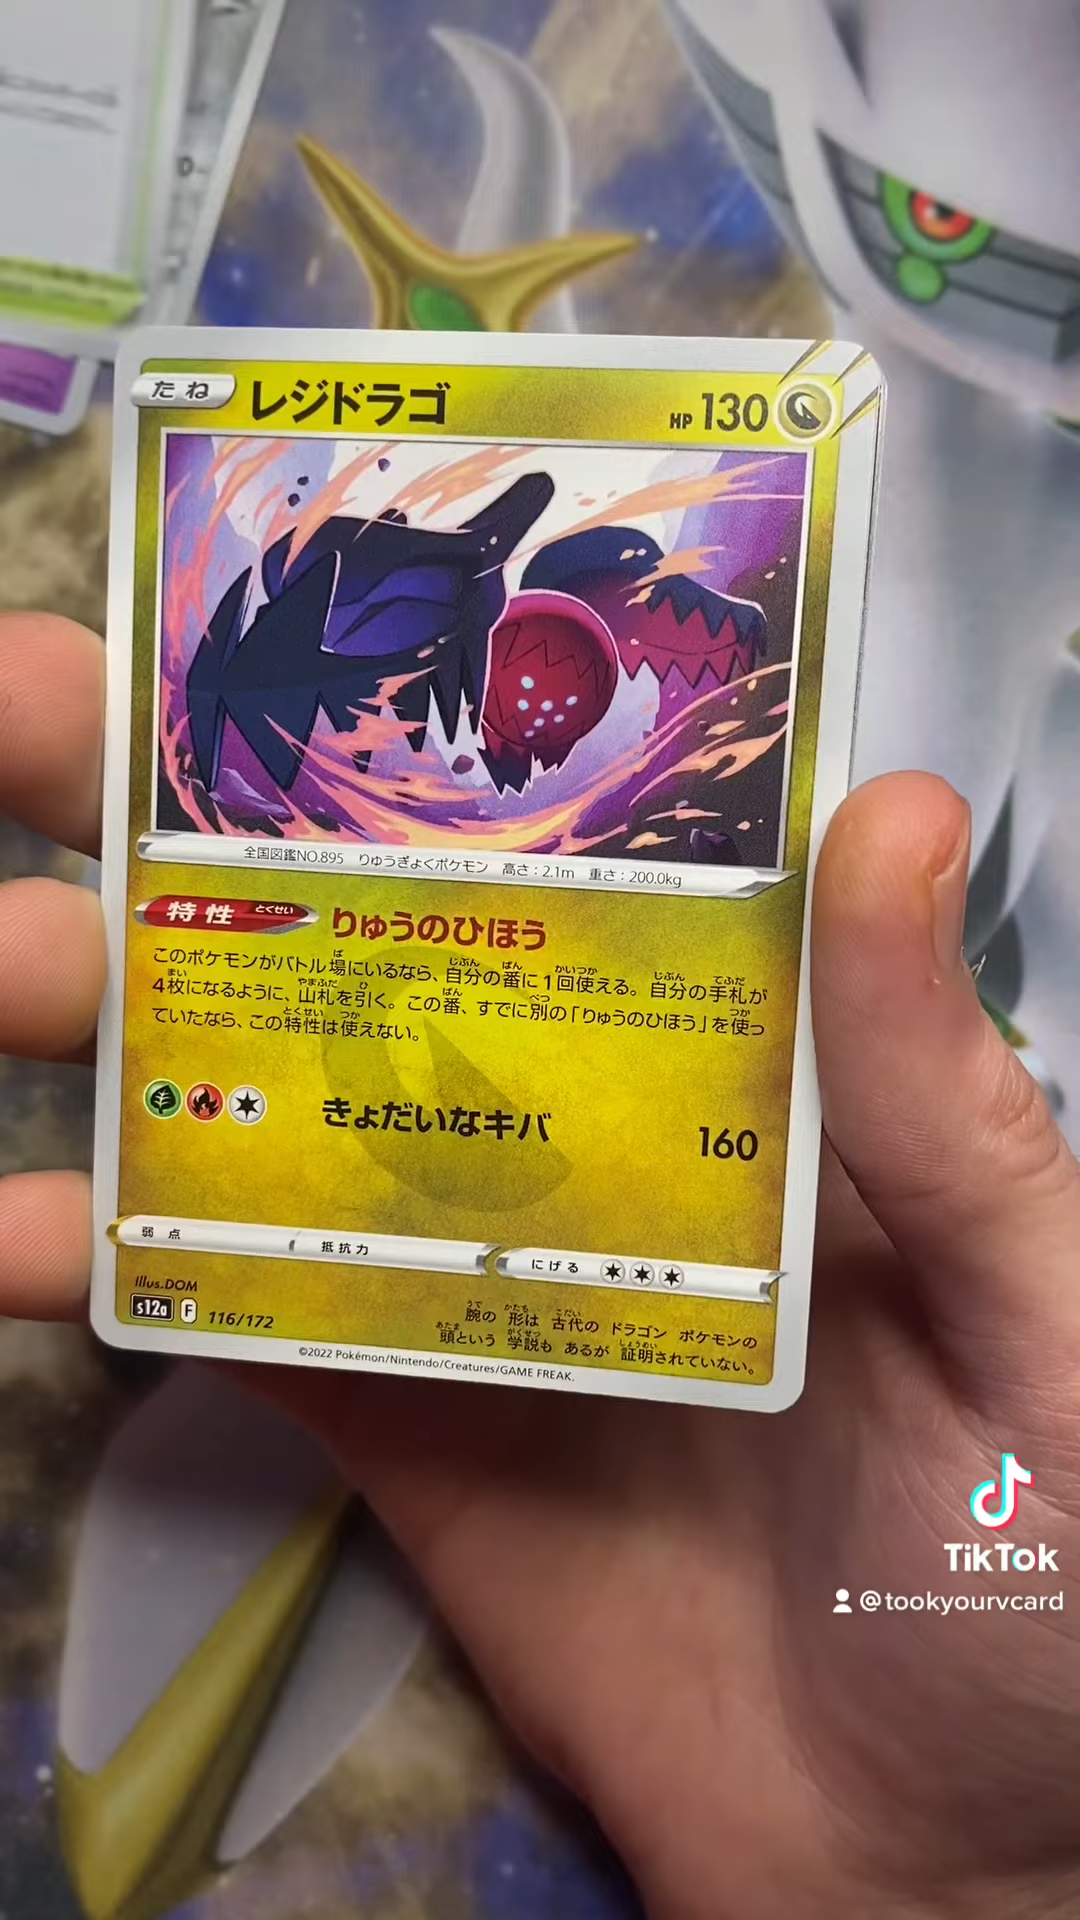 たね レジドラゴ HP 130
全国図鑑NO.895 りゅうぎょくポケモン 高さ:2.1m 重さ:200.0kg
特性 とくせい りゅうのひほう
このポケモンがバトル場にいるなら、自分の番に1回使える。自分の手札が
4枚になるように、山札を引く。この番、すでに別の「りゅうのひほう」を使っ
ていたなら、この特性は使えない。
きょだいなキバ 160
弱点 抵抗力 にげる
Illus.DOM
s12a F 116/172
腕の 形は 古代の ドラゴン ポケモンの
頭という 学説も あるが 証明されていない。
©2022 Pokémon/Nintendo/Creatures/GAME FREAK.
TikTok
@tookyourvcard